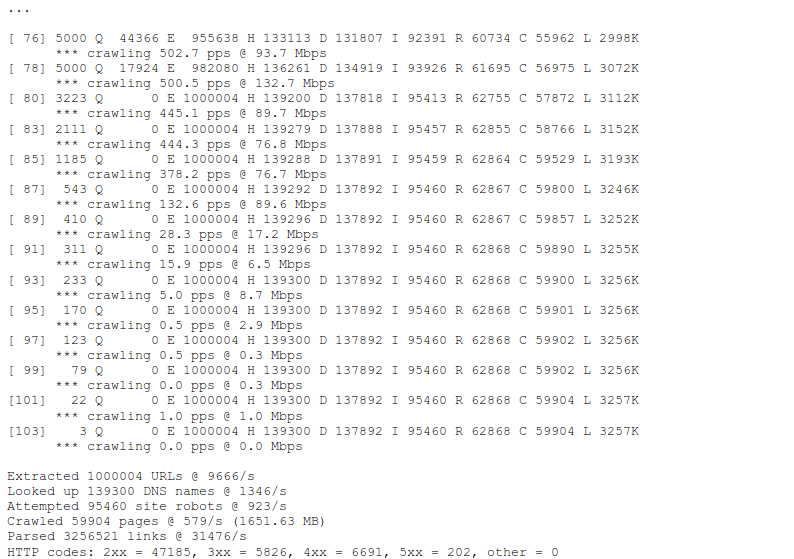 ...
[ 76] 5000 Q  44366 E  955638 H 133113 D 131807 I 92391 R 60734 C 55962 L 2998K
*** crawling 502.7 pps @ 93.7 Mbps
[ 78] 5000 Q  17924 E  982080 H 136261 D 134919 I 93926 R 61695 C 56975 L 3072K
*** crawling 500.5 pps @ 132.7 Mbps
[ 80] 3223 Q      0 E 1000004 H 139200 D 137818 I 95413 R 62755 C 57872 L 3112K
*** crawling 445.1 pps @ 89.7 Mbps
[ 83] 2111 Q      0 E 1000004 H 139279 D 137888 I 95457 R 62855 C 58766 L 3152K
*** crawling 444.3 pps @ 76.8 Mbps
[ 85] 1185 Q      0 E 1000004 H 139288 D 137891 I 95459 R 62864 C 59529 L 3193K
*** crawling 378.2 pps @ 76.7 Mbps
[ 87]  543 Q      0 E 1000004 H 139292 D 137892 I 95460 R 62867 C 59800 L 3246K
*** crawling 132.6 pps @ 89.6 Mbps
[ 89]  410 Q      0 E 1000004 H 139296 D 137892 I 95460 R 62867 C 59857 L 3252K
*** crawling 28.3 pps @ 17.2 Mbps
[ 91]  311 Q      0 E 1000004 H 139296 D 137892 I 95460 R 62868 C 59890 L 3255K
*** crawling 15.9 pps @ 6.5 Mbps
[ 93]  233 Q      0 E 1000004 H 139300 D 137892 I 95460 R 62868 C 59900 L 3256K
*** crawling 5.0 pps @ 8.7 Mbps
[ 95]  170 Q      0 E 1000004 H 139300 D 137892 I 95460 R 62868 C 59901 L 3256K
*** crawling 0.5 pps @ 2.9 Mbps
[ 97]  123 Q      0 E 1000004 H 139300 D 137892 I 95460 R 62868 C 59902 L 3256K
*** crawling 0.5 pps @ 0.3 Mbps
[ 99]   79 Q      0 E 1000004 H 139300 D 137892 I 95460 R 62868 C 59902 L 3256K
*** crawling 0.0 pps @ 0.3 Mbps
[101]   22 Q      0 E 1000004 H 139300 D 137892 I 95460 R 62868 C 59904 L 3257K
*** crawling 1.0 pps @ 1.0 Mbps
[103]    3 Q      0 E 1000004 H 139300 D 137892 I 95460 R 62868 C 59904 L 3257K
*** crawling 0.0 pps @ 0.0 Mbps
Extracted 1000004 URLs @ 9666/s
Looked up 139300 DNS names @ 1346/s
Attempted 95460 site robots @ 923/s
Crawled 59904 pages @ 579/s (1651.63 MB)
Parsed 3256521 links @ 31476/s
HTTP codes: 2xx = 47185, 3xx = 5826, 4xx = 6691, 5xx = 202, other = 0